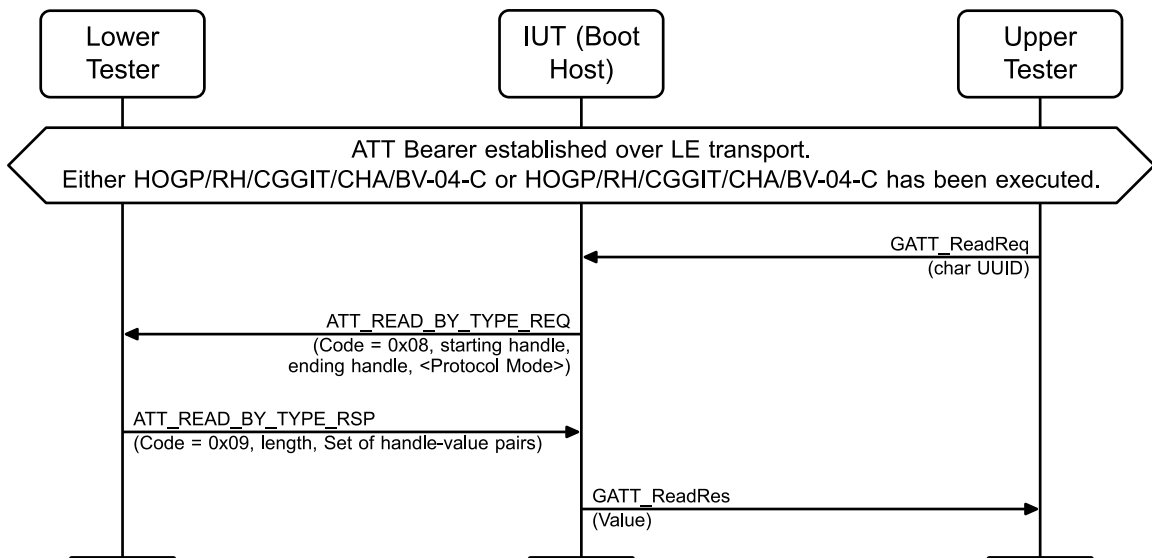 Lower
Tester
IUT (Boot
Host)
Upper
Tester
ATT Bearer established over LE transport.
Either HOGP/RH/CGGIT/CHA/BV-04-C or HOGP/RH/CGGIT/CHA/BV-04-C has been executed.
GATT_ReadReq
(char UUID)
ATT_READ_BY_TYPE_REQ
(Code = 0x08, starting handle,
ending handle, <Protocol Mode>)
ATT_READ_BY_TYPE_RSP
(Code = 0x09, length, Set of handle-value pairs)
GATT_ReadRes
(Value)